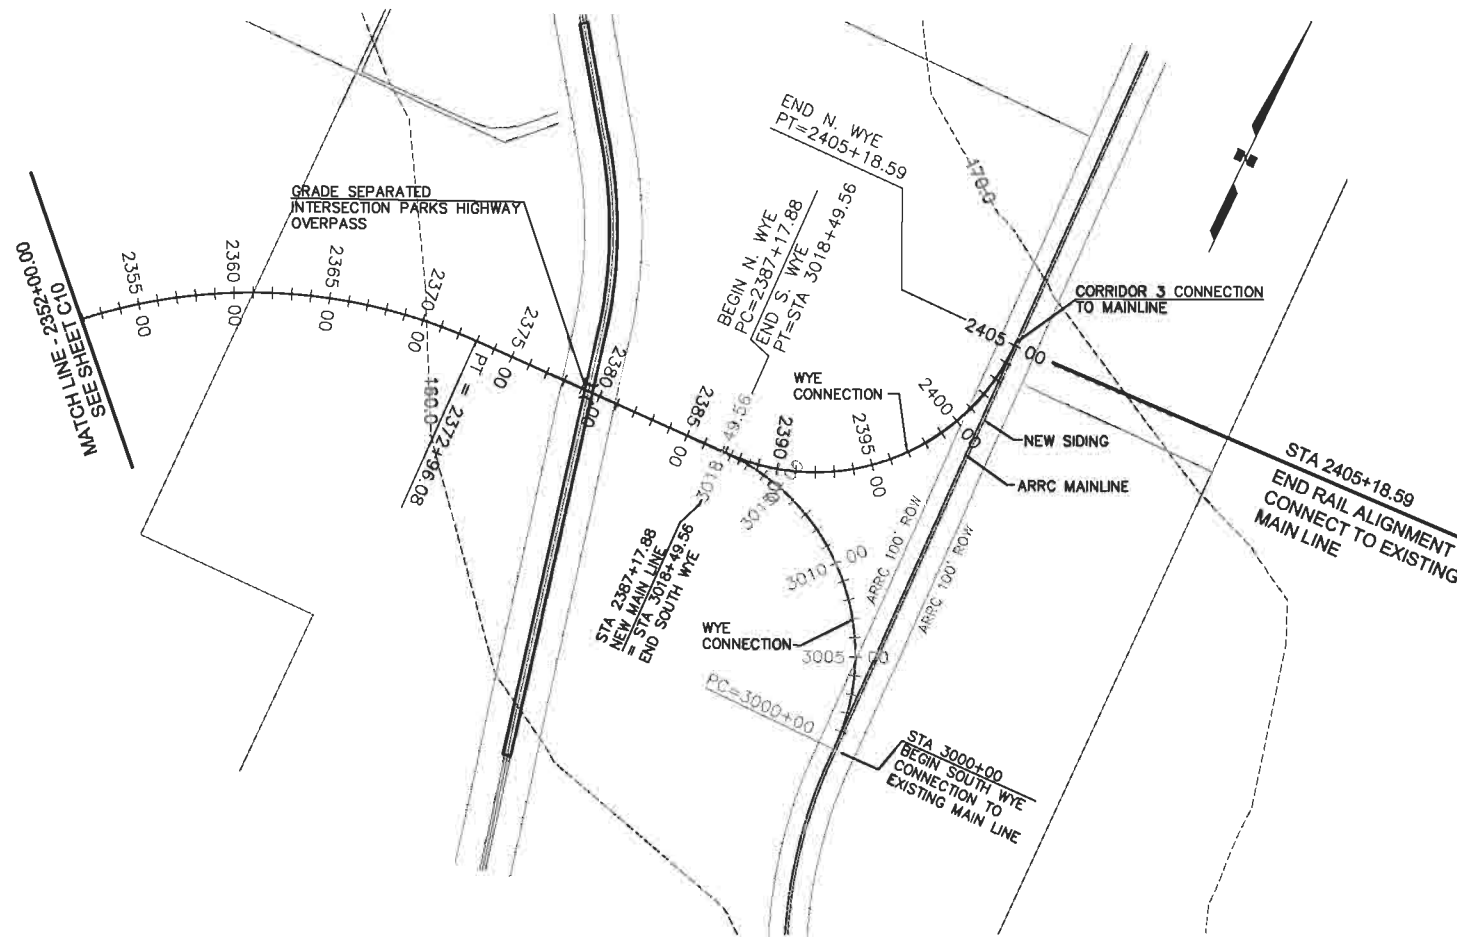 END N. WYE
PT=2405+18.59
470.0
GRADE SEPARATED
INTERSECTION PARKS HIGHWAY
OVERPASS
BEGIN N. WYE
PC=2387+17.88
END S. WYE
PT=STA 3018+49.56
MATCH LINE - 2352+00.00
SEE SHEET C10
2355
00
2360
00
2365
00
2370
00
2375
00
PT = 2372+96.08
2380
00
2385
00
2390
00
2395
00
2400
00
2405
00
CORRIDOR 3 CONNECTION
TO MAINLINE
WYE
CONNECTION
NEW SIDING
ARRC MAINLINE
STA 2405+18.59
END RAIL ALIGNMENT
CONNECT TO EXISTING
MAIN LINE
3018+49.56
STA 2387+17.88
NEW MAIN LINE
= STA 3018+49.56
END SOUTH WYE
3010
00
ARRC 100' ROW
ARRC 100' ROW
WYE
CONNECTION
3005
00
PC=3000+00
STA 3000+00
BEGIN SOUTH WYE
CONNECTION TO
EXISTING MAIN LINE